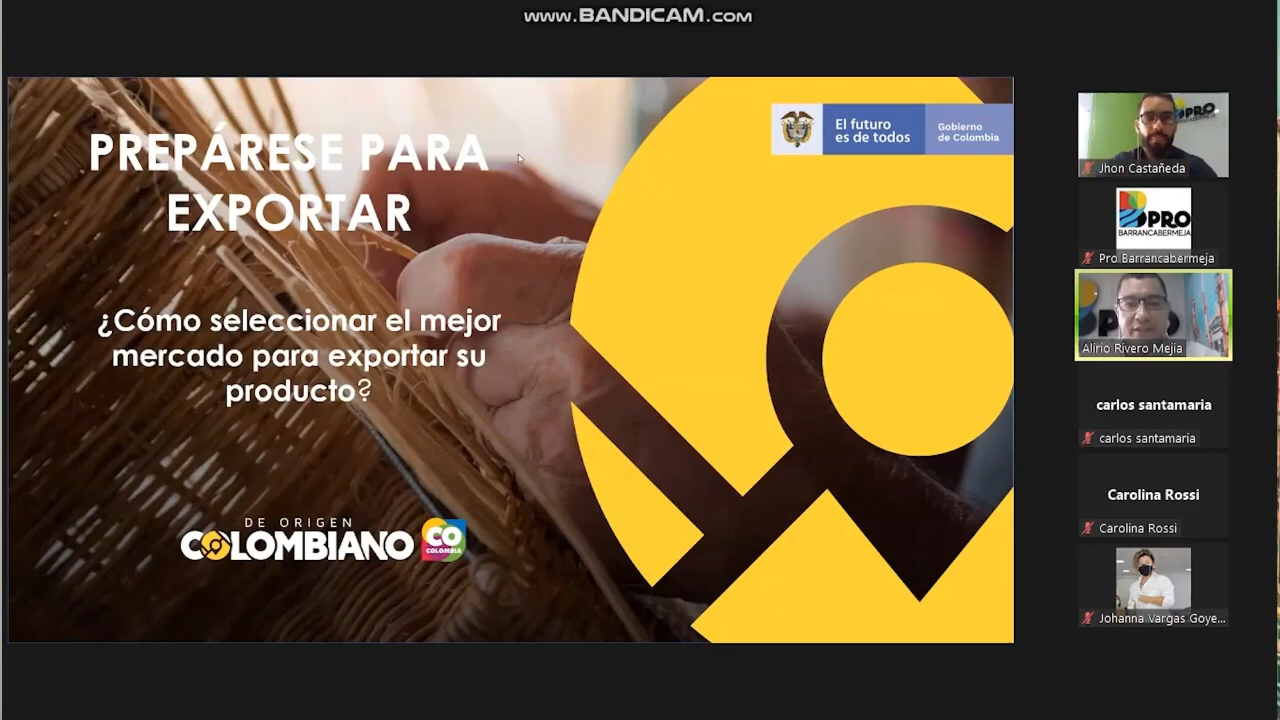 www.BANDICAM.com
PREPÁRESE PARA
EXPORTAR
¿Cómo seleccionar el mejor
mercado para exportar su
producto?
DE ORIGEN
COLOMBIANO
CO
COLOMBIA
El futuro
es de todos
Gobierno
de Colombia
PRO
BARRANCABERMEJA
Jhon Castañeda
PRO
BARRANCABERMEJA
Pro Barrancabermeja
PRO
Alirio Rivero Mejia
carlos santamaria
carlos santamaria
Carolina Rossi
Carolina Rossi
Johanna Vargas Goye...